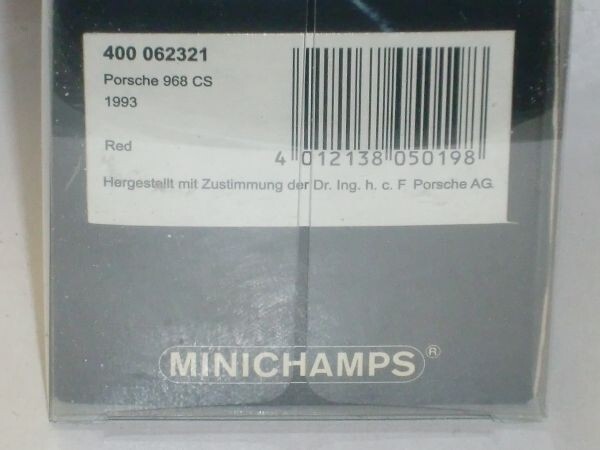 400 062321
Porsche 968 CS
1993
Red
4 012138 050198
Hergestellt mit Zustimmung der Dr. Ing. h. c. F Porsche AG
MINICHAMPS®